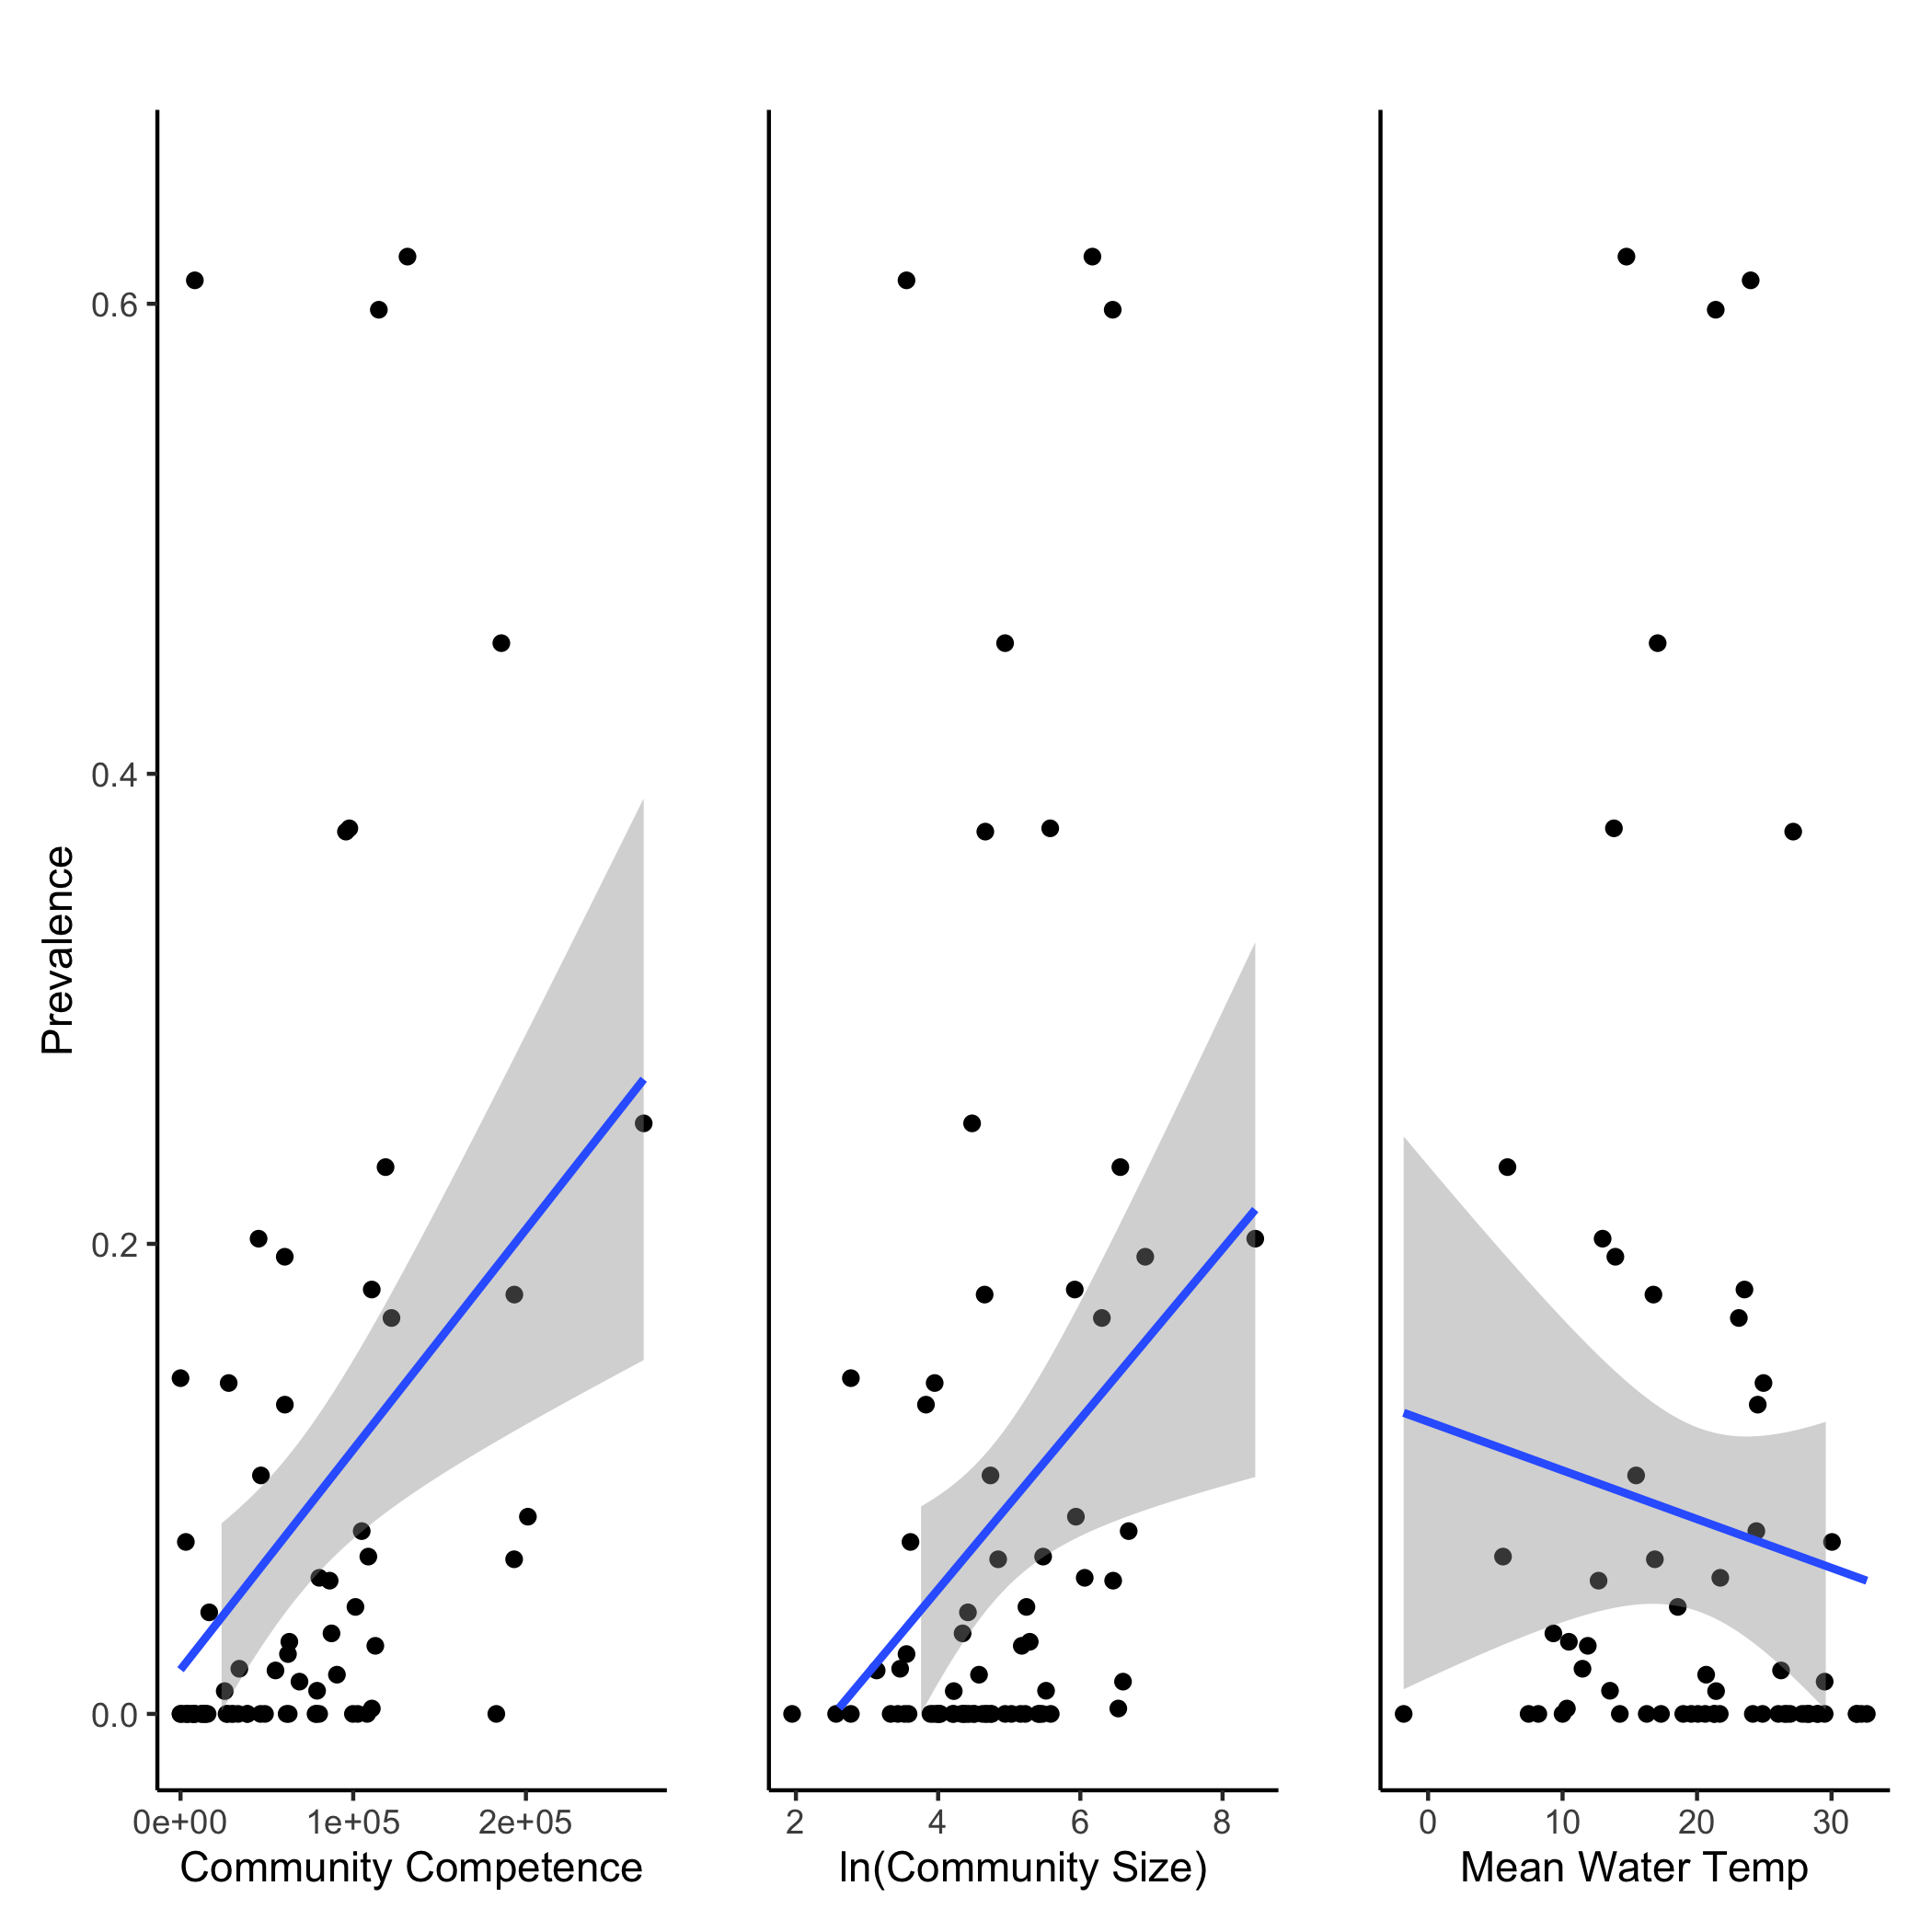 Prevalence
0.6
0.4
0.2
0.0
0e+00 1e+05 2e+05
Community Competence
2 4 6 8
ln(Community Size)
0 10 20 30
Mean Water Temp